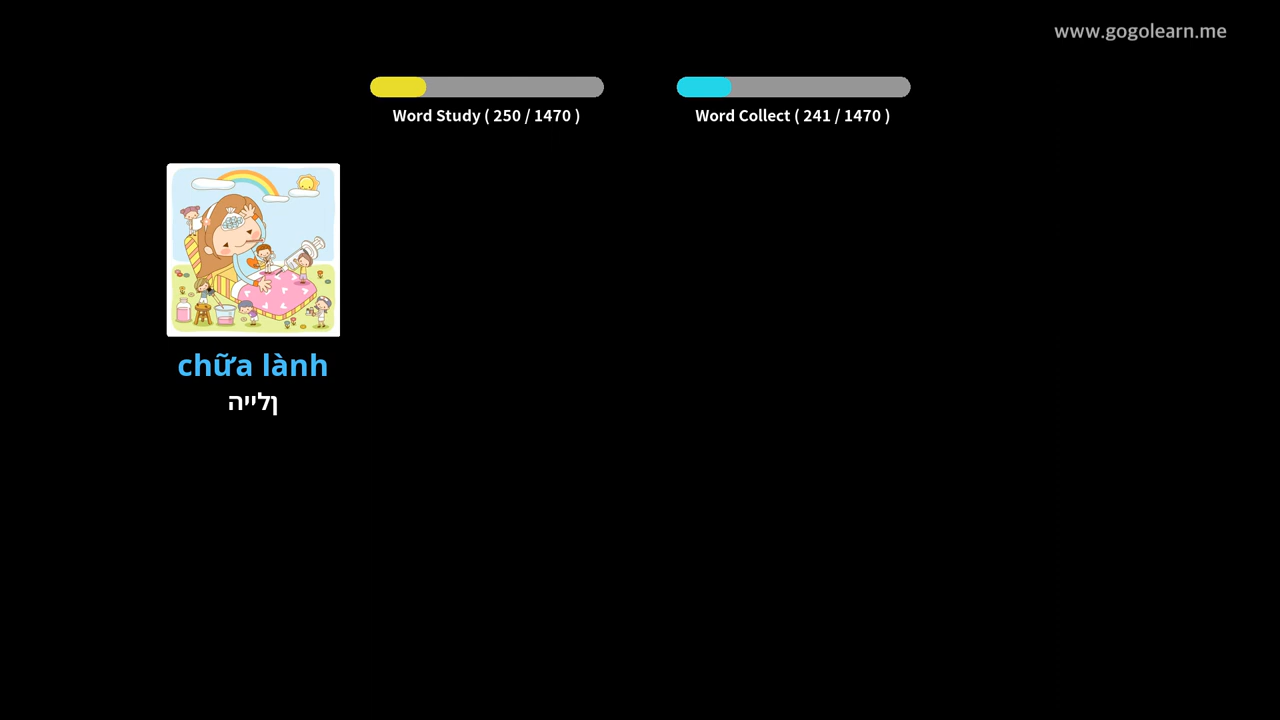 www.gogolearn.me
Word Study ( 250 / 1470 )
Word Collect ( 241 / 1470 )
chữa lành
ןלייה